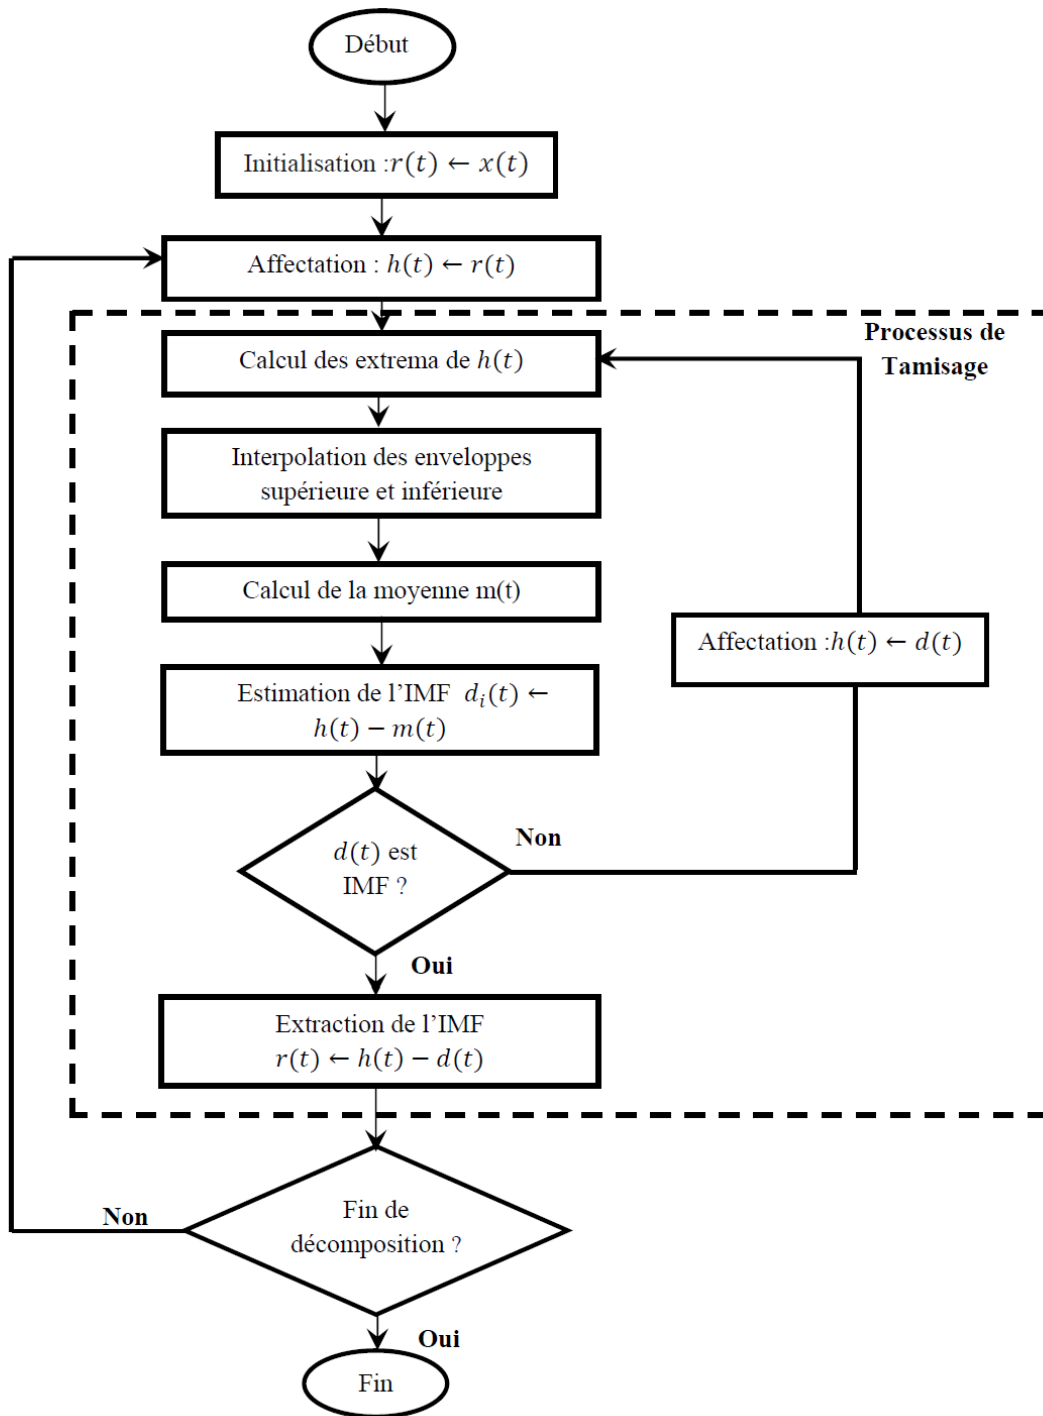 Début
Initialisation :r(t) ← x(t)
Affectation : h(t) ← r(t)
Processus de
Tamisage
Calcul des extrema de h(t)
Interpolation des enveloppes
supérieure et inférieure
Calcul de la moyenne m(t)
Affectation :h(t) ← d(t)
Estimation de l’IMF dᵢ(t) ←
h(t) − m(t)
Non
d(t) est
IMF ?
Oui
Extraction de l’IMF
r(t) ← h(t) − d(t)
Non
Fin de
décomposition ?
Oui
Fin